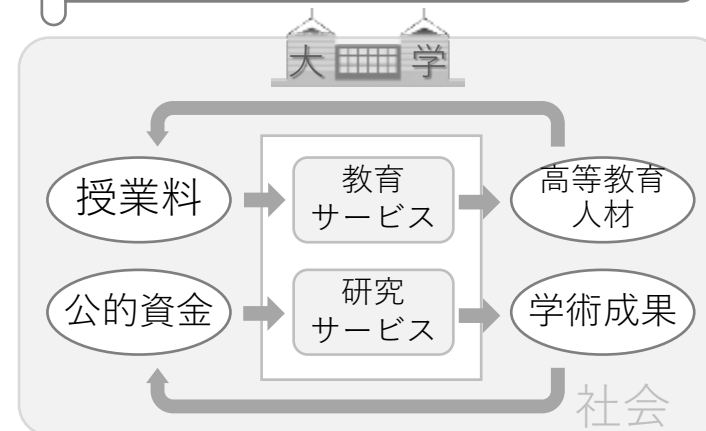 大学
授業料
教育
サービス
高等教育
人材
公的資金
研究
サービス
学術成果
社会